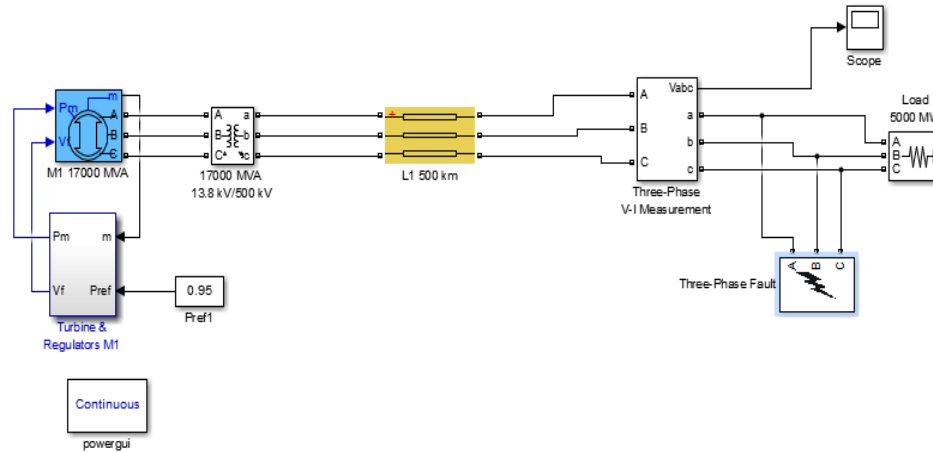 Scope
Load
5000 MW
Vabc
A
a
B
b
C
c
A
B
C
Three-Phase
V-I Measurement
Pm
m
A
Vf
B
C
M1 17000 MVA
A
a
B
b
C
c
17000 MVA
13.8 kV/500 kV
L1 500 km
A
B
C
Three-Phase Fault
Pm
m
Vf
Pref
Turbine &
Regulators M1
0.95
Pref1
Continuous
powergui